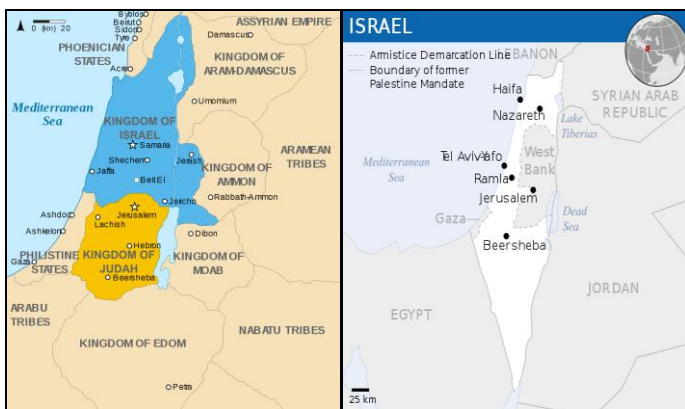 0 (km) 20
Byblos
Beirut
Sidon
Tyre
ASSYRIAN EMPIRE
Damascus
PHOENICIAN
STATES
KINGDOM OF
ARAM-DAMASCUS
Acre
Mediterranean
Sea
Umomium
KINGDOM OF
ISRAEL
Samaria
Shechem
Jerash
ARAMEAN
TRIBES
Jaffa
KINGDOM OF
AMMON
Beit El
Rabbath-Ammon
Jericho
Jerusalem
Ashdod
Lachish
Ashkelon
Dibon
Hebron
PHILISTINE
STATES
KINGDOM OF
JUDAH
KINGDOM OF
MOAB
Gaza
Beersheba
ARABU
TRIBES
NABATU TRIBES
KINGDOM OF EDOM
Petra
ISRAEL
Armistice Demarcation Line
Boundary of former
Palestine Mandate
LEBANON
Haifa
Nazareth
SYRIAN ARAB
REPUBLIC
Lake
Tiberias
Mediterranean
Sea
Tel Aviv-Yafo
West
Bank
Ramla
Jerusalem
Gaza
Dead
Sea
Beersheba
JORDAN
EGYPT
25 km